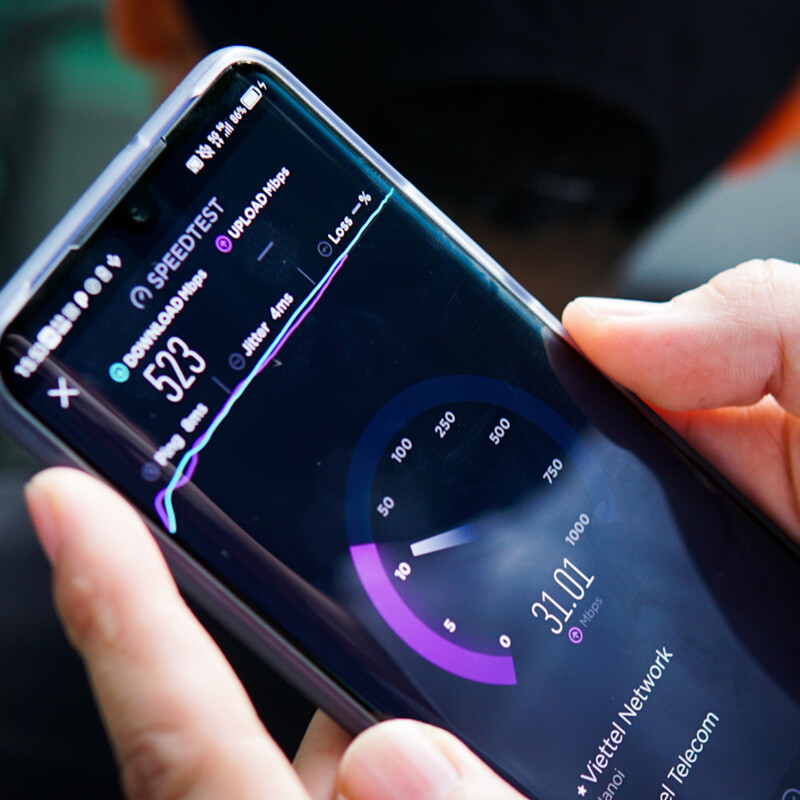 86%
SPEEDTEST
DOWNLOAD Mbps
UPLOAD Mbps
523
—
Ping 8ms
Jitter 4ms
Loss —%
0
5
10
50
100
250
500
750
1000
31.01
Mbps
Viettel Network
Telecom